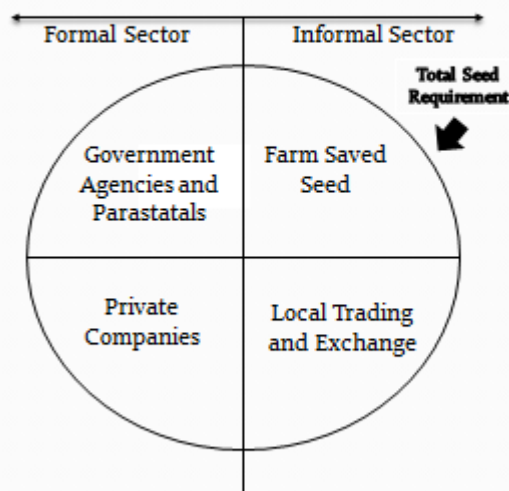 Formal Sector
Informal Sector
Total Seed
Requirement
Government
Agencies and
Parastatals
Farm Saved
Seed
Private
Companies
Local Trading
and Exchange